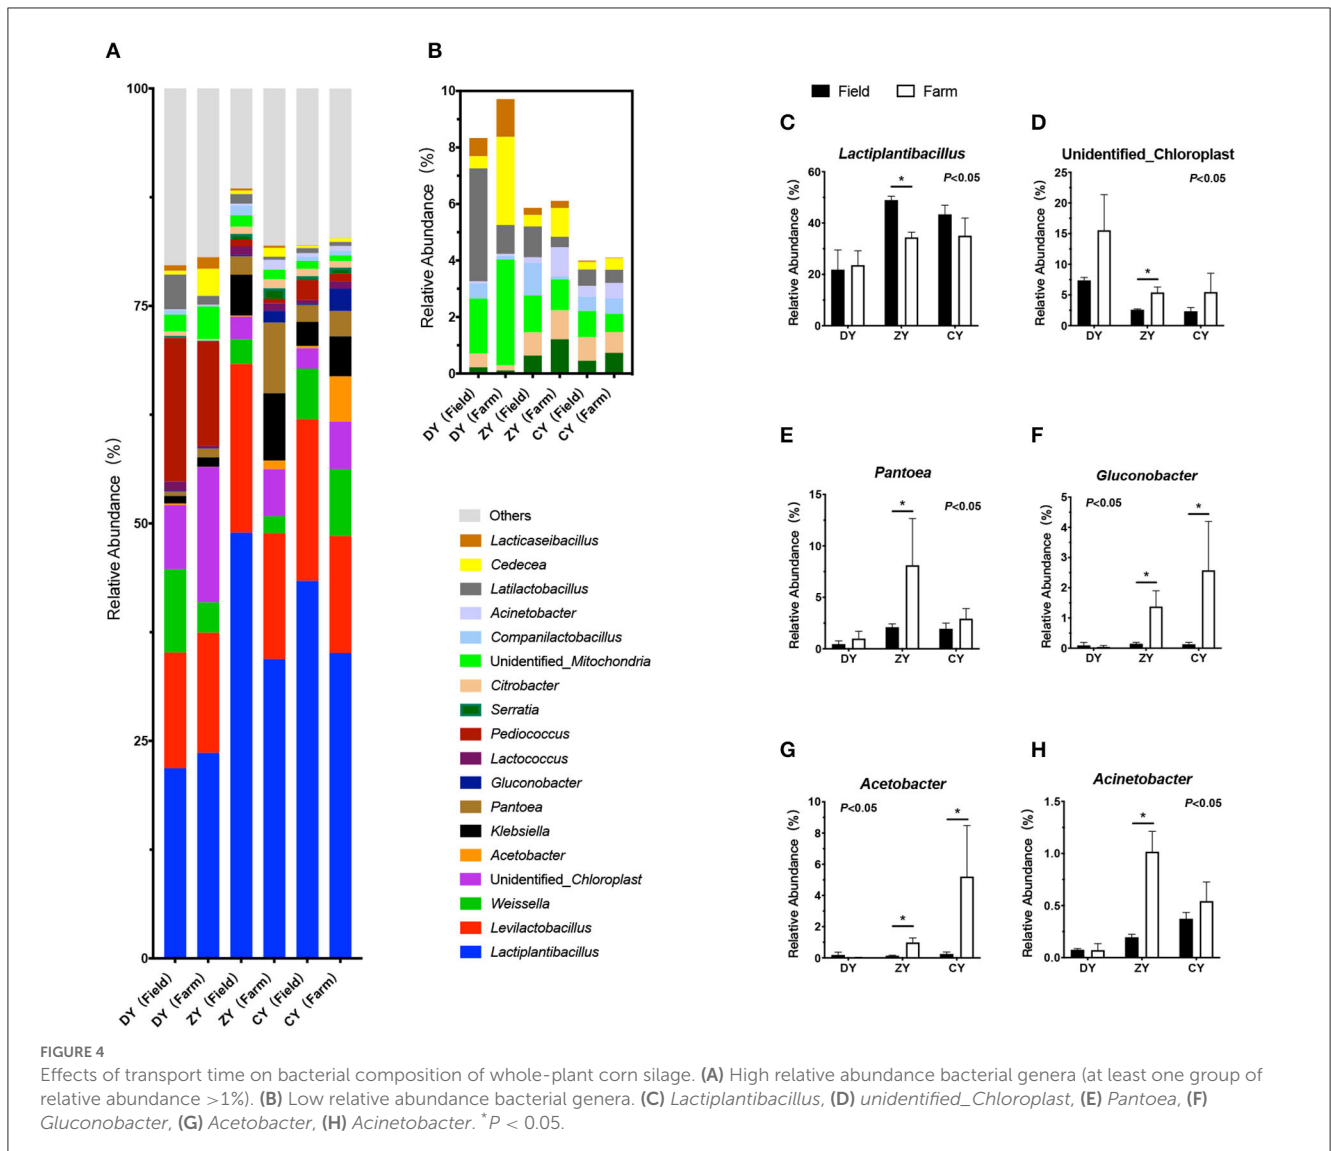 A
Relative Abundance (%)
100
75
50
25
0
DY (Field)
DY (Farm)
ZY (Field)
ZY (Farm)
CY (Field)
CY (Farm)
B
Relative Abundance (%)
10
8
6
4
2
0
DY (Field)
DY (Farm)
ZY (Field)
ZY (Farm)
CY (Field)
CY (Farm)
Others
Lacticaseibacillus
Cedecea
Latilactobacillus
Acinetobacter
Companilactobacillus
Unidentified_Mitochondria
Citrobacter
Serratia
Pediococcus
Lactococcus
Gluconobacter
Pantoea
Klebsiella
Acetobacter
Unidentified_Chloroplast
Weissella
Levilactobacillus
Lactiplantibacillus
Field Farm
C
Lactiplantibacillus
P<0.05
*
Relative Abundance (%)
60
40
20
0
DY ZY CY
D
Unidentified_Chloroplast
P<0.05
*
Relative Abundance (%)
25
20
15
10
5
0
DY ZY CY
E
Pantoea
P<0.05
*
Relative Abundance (%)
15
10
5
0
DY ZY CY
F
Gluconobacter
P<0.05
*
*
Relative Abundance (%)
5
4
3
2
1
0
DY ZY CY
G
Acetobacter
P<0.05
*
*
Relative Abundance (%)
10
8
6
4
2
0
DY ZY CY
H
Acinetobacter
P<0.05
*
Relative Abundance (%)
1.5
1.0
0.5
0.0
DY ZY CY
FIGURE 4
Effects of transport time on bacterial composition of whole-plant corn silage. (A) High relative abundance bacterial genera (at least one group of
relative abundance >1%). (B) Low relative abundance bacterial genera. (C) Lactiplantibacillus, (D) unidentified_Chloroplast, (E) Pantoea, (F)
Gluconobacter, (G) Acetobacter, (H) Acinetobacter. *P < 0.05.